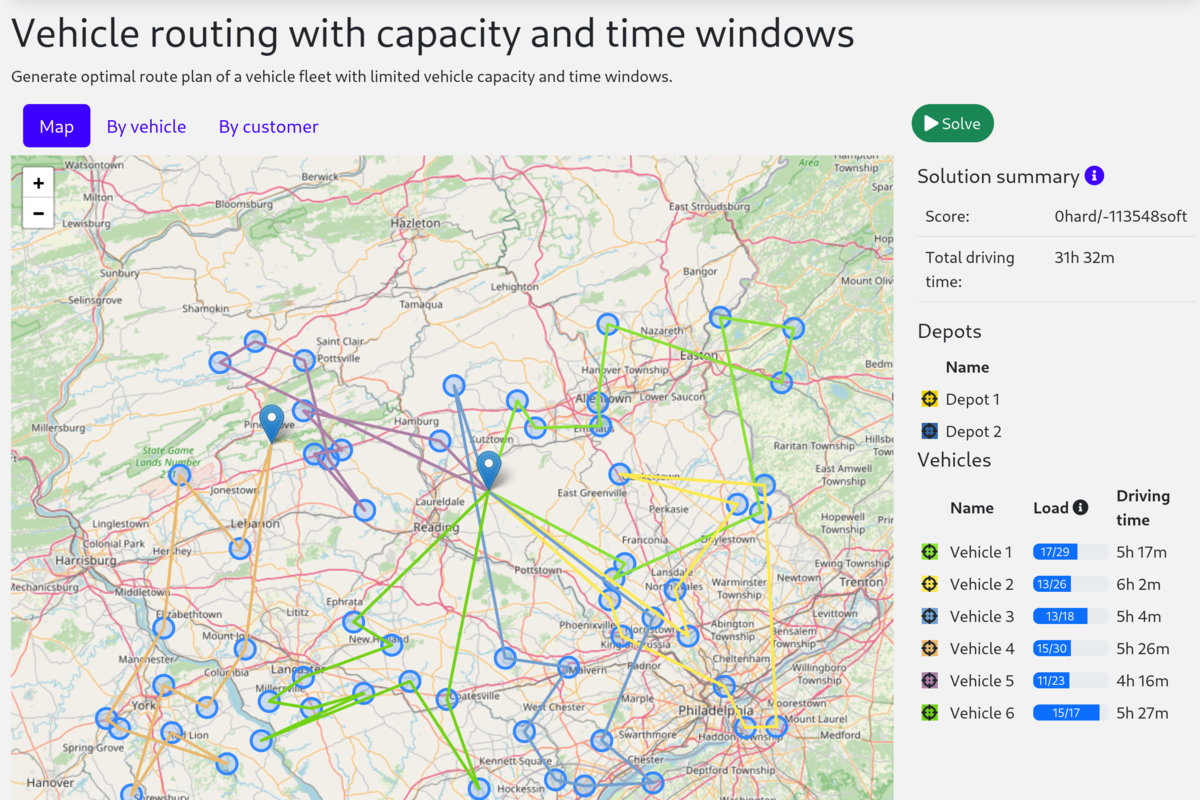 Vehicle routing with capacity and time windows
Generate optimal route plan of a vehicle fleet with limited vehicle capacity and time windows.
Map By vehicle By customer
Solve
Solution summary
Score: 0hard/-113548soft
Total driving time: 31h 32m
Depots
Name
Depot 1
Depot 2
Vehicles
Name Load Driving time
Vehicle 1 17/29 5h 17m
Vehicle 2 13/26 6h 2m
Vehicle 3 13/18 5h 4m
Vehicle 4 15/30 5h 26m
Vehicle 5 11/23 4h 16m
Vehicle 6 15/17 5h 27m
+
−
Watsontown
Berwick
Area
Township
Milton
Bloomsburg
Lewisburg
Hazleton
East Stroudsburg
Sunbury
Bangor
Lehighton
Mount Oliv
Selinsgrove
Shamokin
Tamaqua
Saint Clair
Pottsville
Nazareth
Easton
Hanover Township
Allentown
Lower Saucon
Millersburg
Hamburg
Kutztown
Emmaus
State Game
Lands Number
Raritan Township
East Amwell
Township
Jonestown
East Greenville
Laureldale
Perkasie
Linglestown
Lebanon
Reading
Hopewell
Township
Colonial Park
Hershey
Harrisburg
Franconia
Doylestown
Pottstown
Ewing Township
Lansdale
Warminster
Township
Newtown
Trenton
Mechanicsburg
Middletown
Ephrata
Levittown
Elizabethtown
Lititz
Phoenixville
Norristown
Abington
Township
Bensalem
Township
Mount Jo
New Holland
King of Prussia
Manchester
Lancaster
Malvern
Radnor
Cheltenham
Township
Willingboro
Township
Columbia
Millersville
Coatesville
Marple
Moorestown
York
West Chester
Philadelphia
Mount Laurel
Haddon Township
Medford
Spring Grove
Swarthmore
Kennett Square
Chester
Deptford Township
Hanover
Hockessin
Shrewsbury
Washington